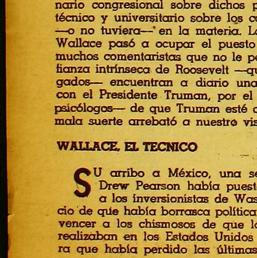 nario congresional sobre dichos p
técnico y universitario sobre los c
—o no tuviera— en la materia. L
Wallace pasó a ocupar el puesto
muchos comentaristas que no le p
fianza intrínseca de Roosevelt —q
gados— encuentran a diario una
con el Presidente Truman, por el
psicólogos— de que Truman esté c
mala suerte arrebató a nuestro vis
WALLACE, EL TECNICO
SU arribo a México, una se
Drew Pearson había puest
a los inversionistas de Was
cio de que había borrasca política
vencer a los chismosos de que l
realizaban en los Estados Unidos
ra que había perdido las últimas